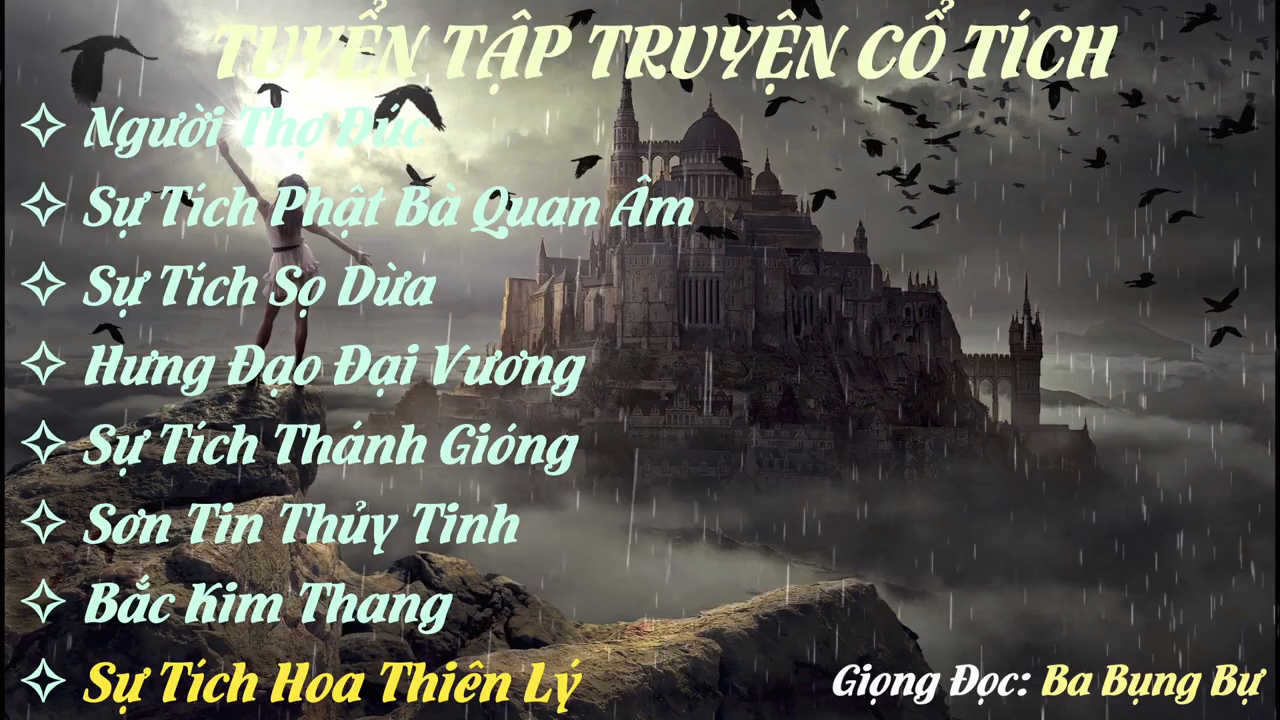 TUYỂN TẬP TRUYỆN CỔ TÍCH
Người Thợ Đúc
Sự Tích Phật Bà Quan Âm
Sự Tích Sọ Dừa
Hưng Đạo Đại Vương
Sự Tích Thánh Gióng
Sơn Tin Thủy Tinh
Bắc Kim Thang
Sự Tích Hoa Thiên Lý
Giọng Đọc: Ba Bụng Bự